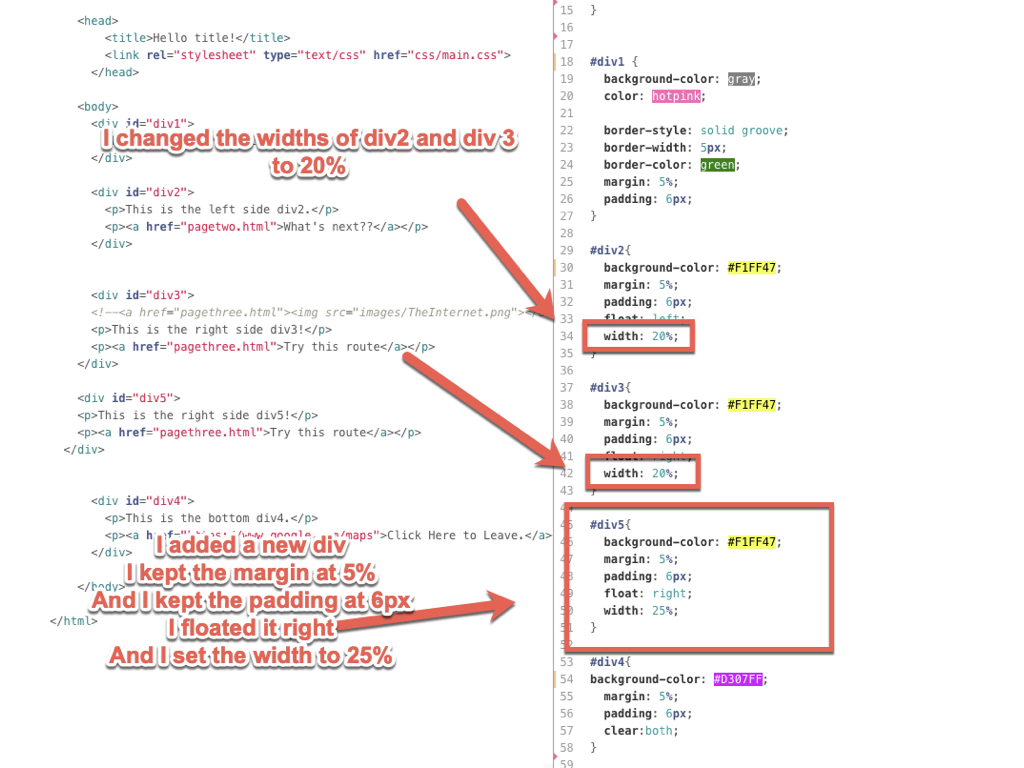 <head>
<title>Hello title!</title>
<link rel="stylesheet" type="text/css" href="css/main.css">
</head>
<body>
<div id="div1">
I changed the widths of div2 and div 3
to 20%
</div>
<div id="div2">
<p>This is the left side div2.</p>
<p><a href="pagetwo.html">What's next??</a></p>
</div>
<div id="div3">
<!--<a href="pagethree.html"><img src="images/TheInternet.png"></
<p>This is the right side div3!</p>
<p><a href="pagethree.html">Try this route</a></p>
</div>
<div id="div5">
<p>This is the right side div5!</p>
<p><a href="pagethree.html">Try this route</a></p>
</div>
<div id="div4">
<p>This is the bottom div4.</p>
<p><a href="https://www.google.com/maps">Click Here to Leave.</a>
</div>
I added a new div
I kept the margin at 5%
</body>
And I kept the padding at 6px
</html>
I floated it right
And I set the width to 25%
15 }
16
17
18 #div1 {
19 background-color: gray;
20 color: hotpink;
21
22 border-style: solid groove;
23 border-width: 5px;
24 border-color: green;
25 margin: 5%;
26 padding: 6px;
27 }
28
29 #div2{
30 background-color: #F1FF47;
31 margin: 5%;
32 padding: 6px;
33 float: left;
34 width: 20%;
35 }
36
37 #div3{
38 background-color: #F1FF47;
39 margin: 5%;
40 padding: 6px;
41 float: right;
42 width: 20%;
43 }
44
45 #div5{
46 background-color: #F1FF47;
47 margin: 5%;
48 padding: 6px;
49 float: right;
50 width: 25%;
51 }
52
53 #div4{
54 background-color: #D307FF;
55 margin: 5%;
56 padding: 6px;
57 clear:both;
58 }
59